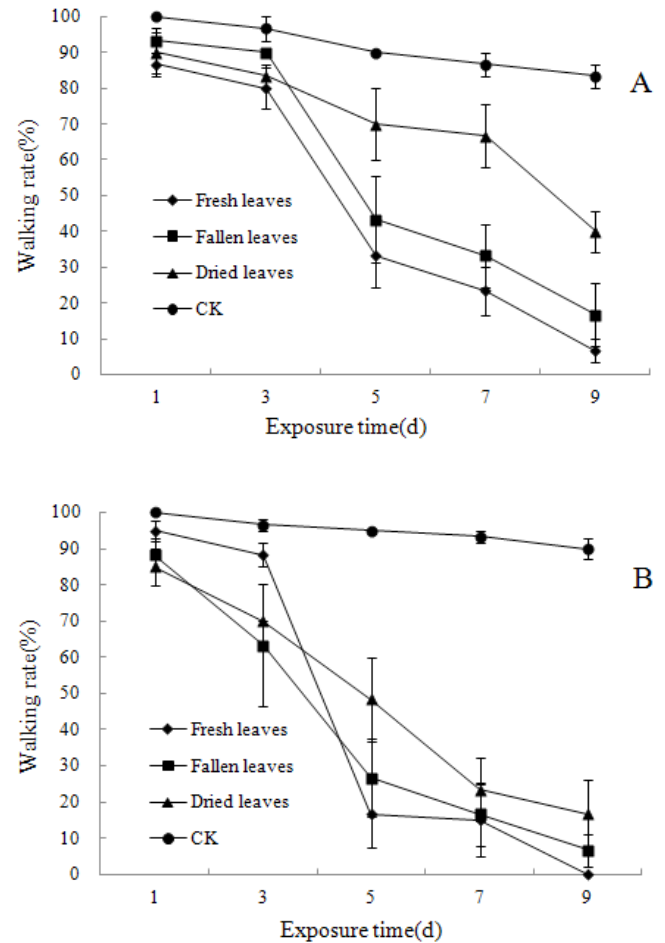 100
90
80
70
60
50
40
30
20
10
0
Walking rate(%)
A
Fresh leaves
Fallen leaves
Dried leaves
CK
1 3 5 7 9
Exposure time(d)
100
90
80
70
60
50
40
30
20
10
0
Walking rate(%)
B
Fresh leaves
Fallen leaves
Dried leaves
CK
1 3 5 7 9
Exposure time(d)